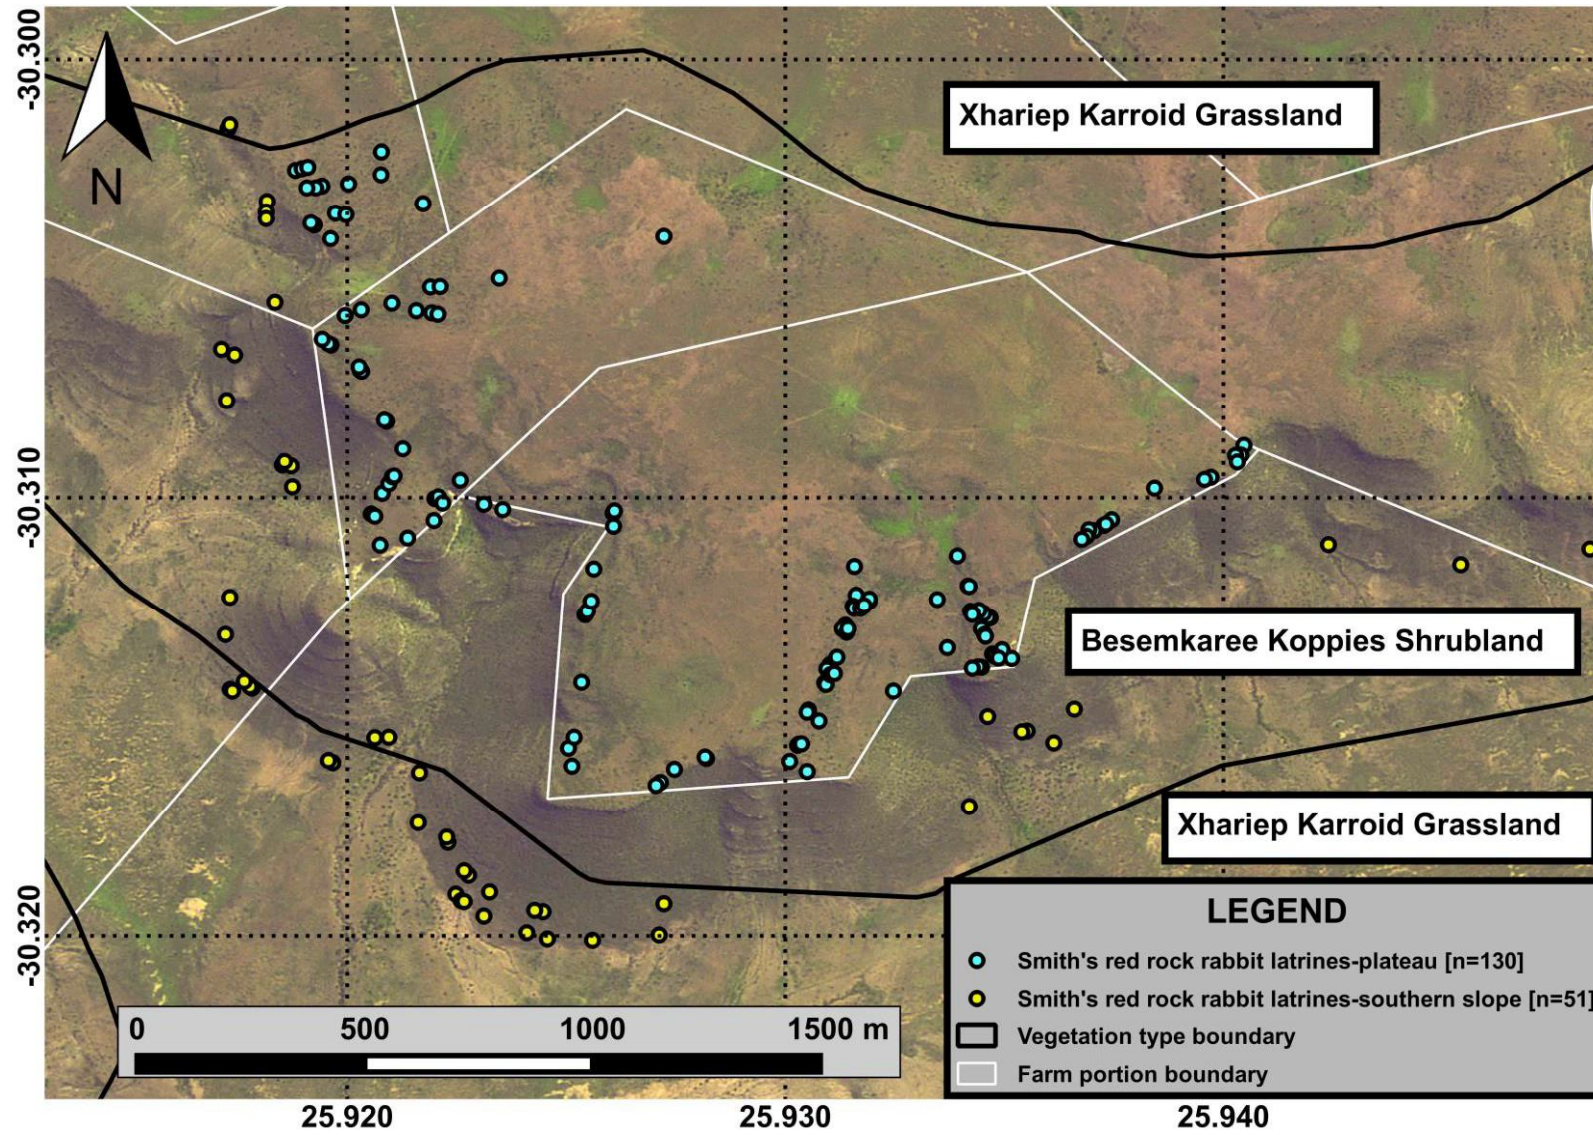 -30.300
N
Xhariep Karroid Grassland
-30.310
Besemkaree Koppies Shrubland
Xhariep Karroid Grassland
-30.320
LEGEND
Smith's red rock rabbit latrines-plateau [n=130]
Smith's red rock rabbit latrines-southern slope [n=51]
Vegetation type boundary
Farm portion boundary
0 500 1000 1500 m
25.920 25.930 25.940